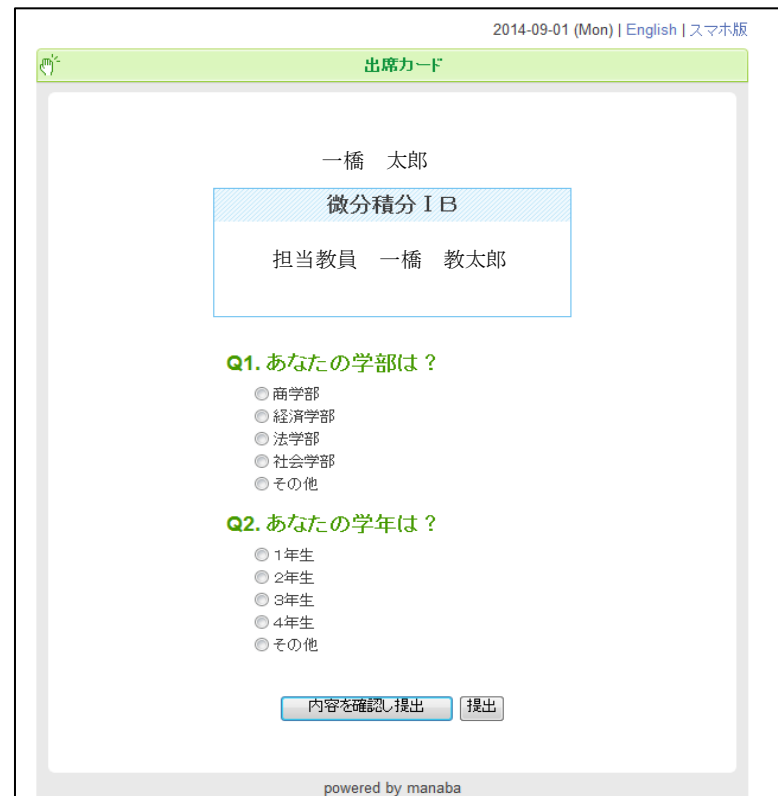 2014-09-01 (Mon) | English | スマホ版
出席カード
一橋　太郎
微分積分ＩＢ
担当教員　一橋　教太郎
Q1. あなたの学部は？
商学部
経済学部
法学部
社会学部
その他
Q2. あなたの学年は？
１年生
２年生
３年生
４年生
その他
内容を確認し提出 提出
powered by manaba